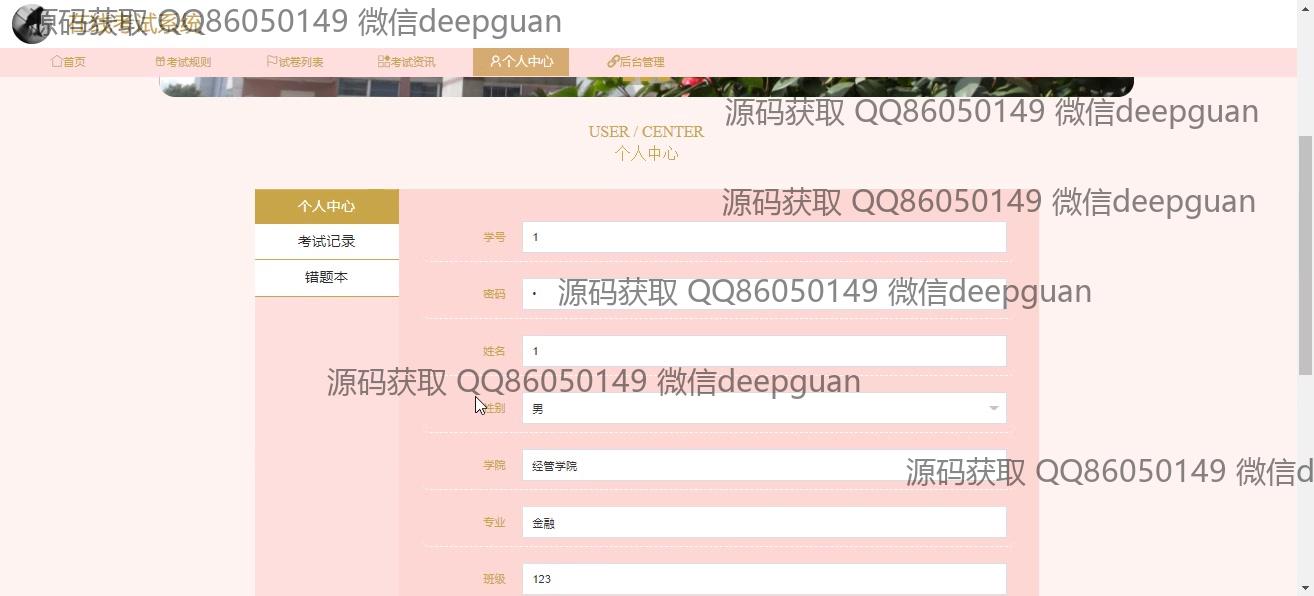 在线考试系统
源码获取 QQ86050149 微信deepguan
首页 考试规则 试卷列表 考试资讯 个人中心 后台管理
源码获取 QQ86050149 微信deepguan
USER / CENTER
个人中心
个人中心
源码获取 QQ86050149 微信deepguan
考试记录
错题本
学号 1
密码
源码获取 QQ86050149 微信deepguan
姓名 1
源码获取 QQ86050149 微信deepguan
性别 男
学院 经管学院
源码获取 QQ86050149 微信d
专业 金融
班级 123